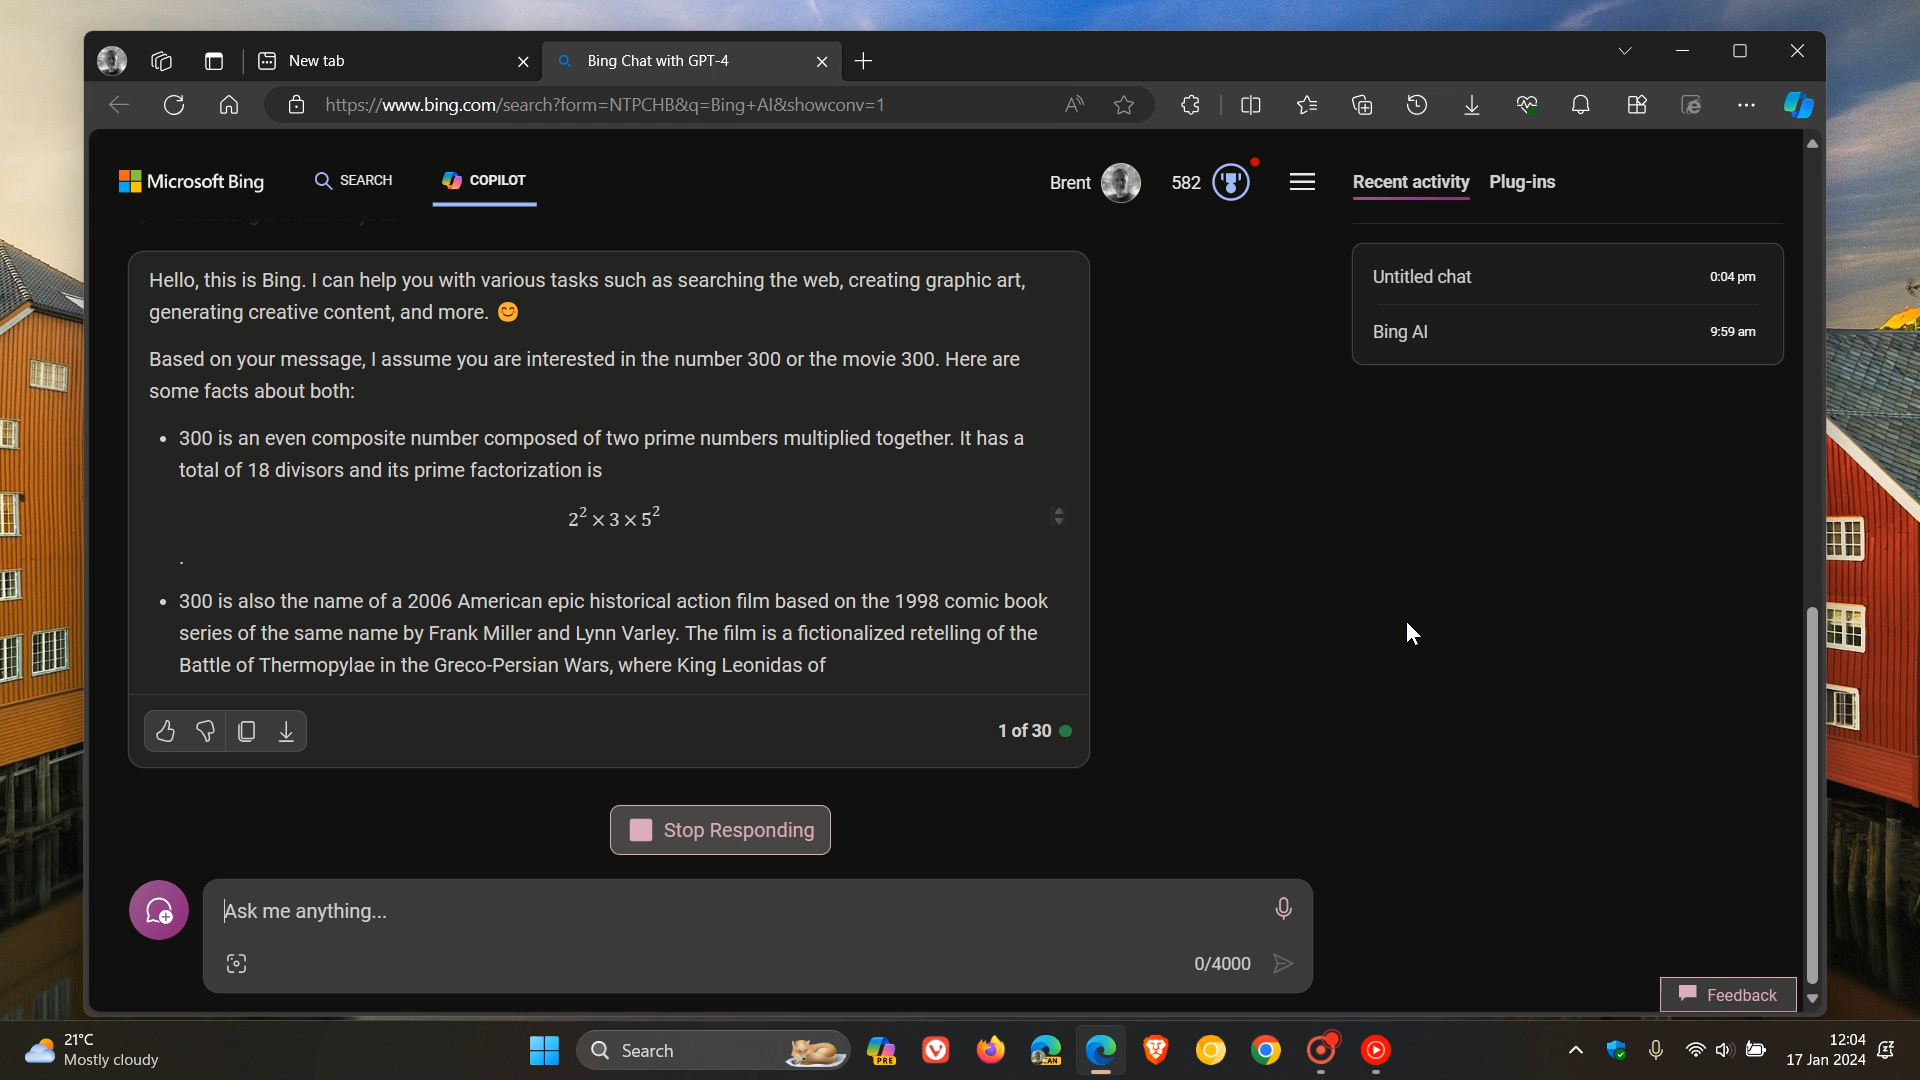 New tab
Bing Chat with GPT-4
https://www.bing.com/search?form=NTPCHB&q=Bing+AI&showconv=1
Microsoft Bing
SEARCH
COPILOT
Brent
582
Recent activity
Plug-ins
Hello, this is Bing. I can help you with various tasks such as searching the web, creating graphic art,
generating creative content, and more. 😊
Based on your message, I assume you are interested in the number 300 or the movie 300. Here are
some facts about both:
• 300 is an even composite number composed of two prime numbers multiplied together. It has a
total of 18 divisors and its prime factorization is
2² × 3 × 5²
.
• 300 is also the name of a 2006 American epic historical action film based on the 1998 comic book
series of the same name by Frank Miller and Lynn Varley. The film is a fictionalized retelling of the
Battle of Thermopylae in the Greco-Persian Wars, where King Leonidas of
1 of 30
Untitled chat
0:04 pm
Bing AI
9:59 am
Stop Responding
Ask me anything...
0/4000
Feedback
21°C
Mostly cloudy
Search
PRE
CAN
12:04
17 Jan 2024